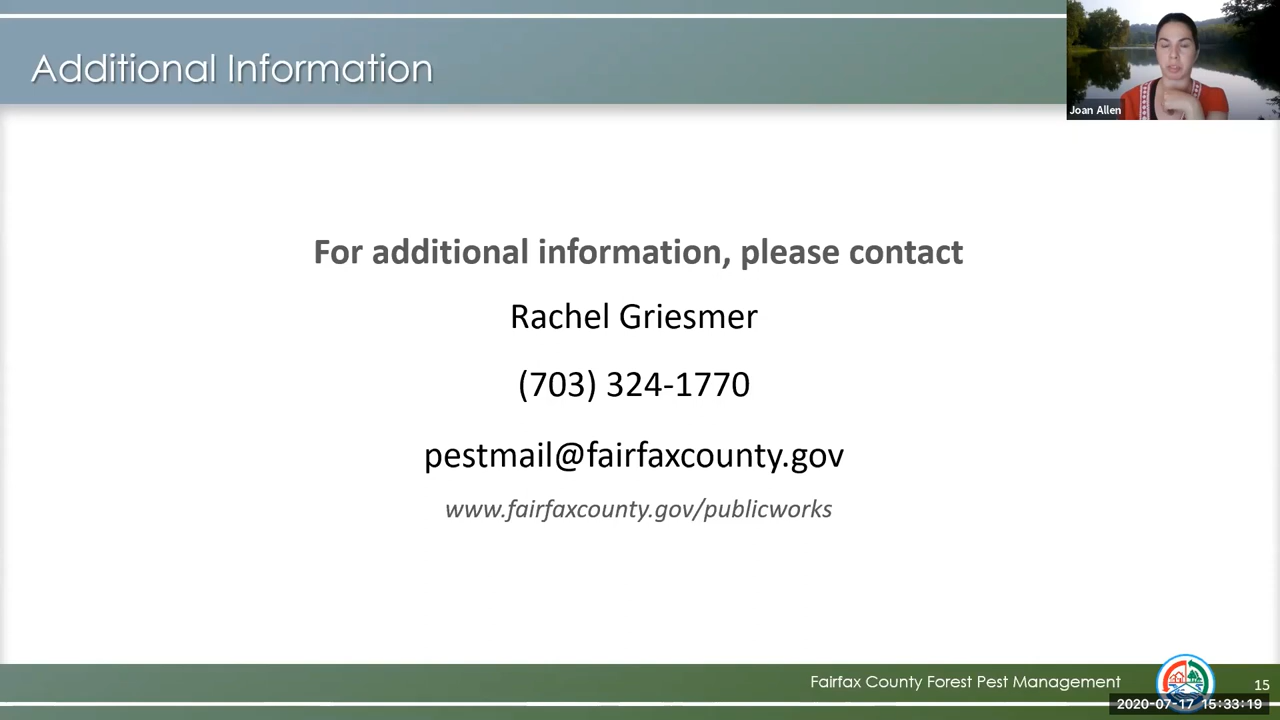 Additional Information
Joan Allen
For additional information, please contact
Rachel Griesmer
(703) 324-1770
pestmail@fairfaxcounty.gov
www.fairfaxcounty.gov/publicworks
Fairfax County Forest Pest Management
15
2020-07-17 15:33:19